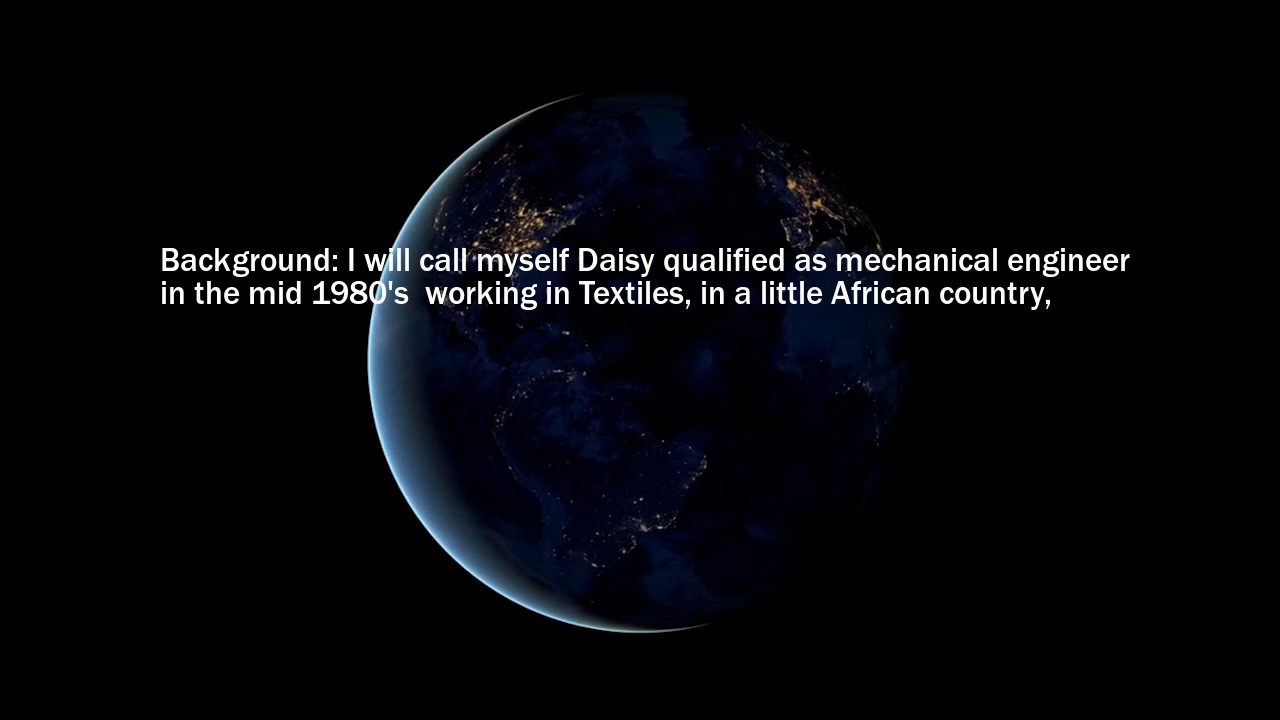 Background: I will call myself Daisy qualified as mechanical engineer
in the mid 1980's  working in Textiles, in a little African country,